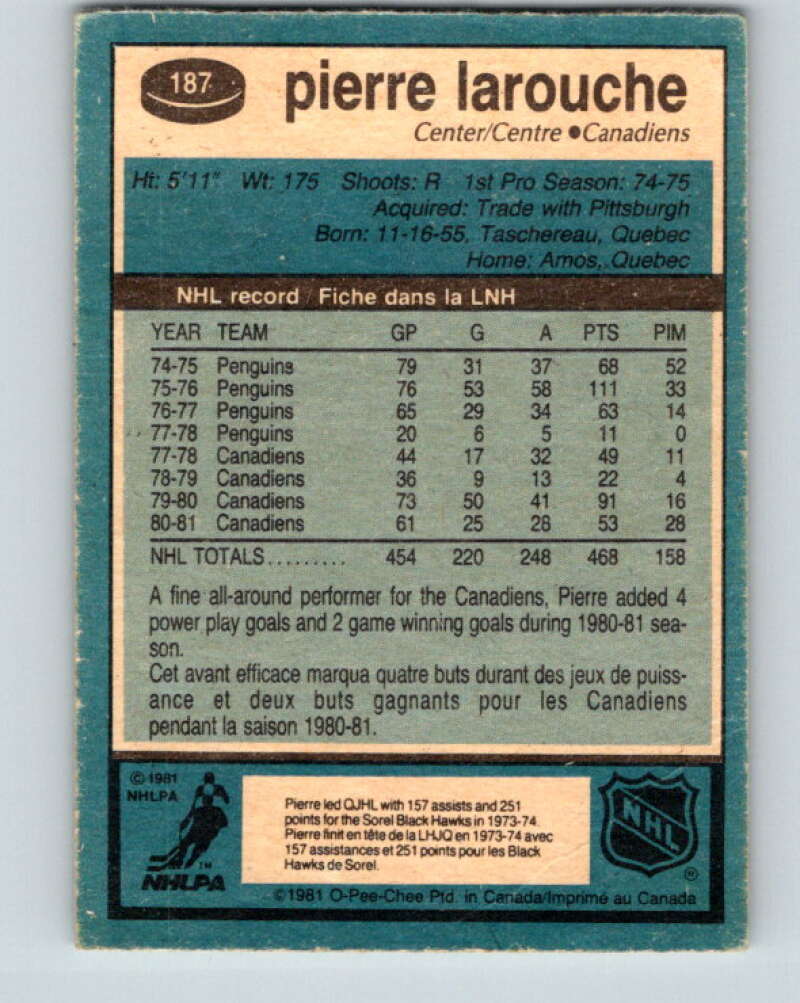 187
pierre larouche
Center/Centre ●Canadiens
Ht: 5'11" Wt: 175 Shoots: R 1st Pro Season: 74-75
Acquired: Trade with Pittsburgh
Born: 11-16-55, Taschereau, Quebec
Home: Amos, Quebec
NHL record / Fiche dans la LNH
YEAR TEAM GP G A PTS PIM
74-75 Penguins 79 31 37 68 52
75-76 Penguins 76 53 58 111 33
76-77 Penguins 65 29 34 63 14
77-78 Penguins 20 6 5 11 0
77-78 Canadiens 44 17 32 49 11
78-79 Canadiens 36 9 13 22 4
79-80 Canadiens 73 50 41 91 16
80-81 Canadiens 61 25 28 53 28
NHL TOTALS......... 454 220 248 468 158
A fine all-around performer for the Canadiens, Pierre added 4
power play goals and 2 game winning goals during 1980-81 sea-
son.
Cet avant efficace marqua quatre buts durant des jeux de puiss-
ance et deux buts gagnants pour les Canadiens
pendant la saison 1980-81.
© 1981
NHLPA
TM
NHLPA
Pierre led QJHL with 157 assists and 251
points for the Sorel Black Hawks in 1973-74.
Pierre finit en tête de la LHJQ en 1973-74 avec
157 assistances et 251 points pour les Black
Hawks de Sorel.
NHL
®
©1981 O-Pee-Chee Ptd. in Canada/Imprimé au Canada